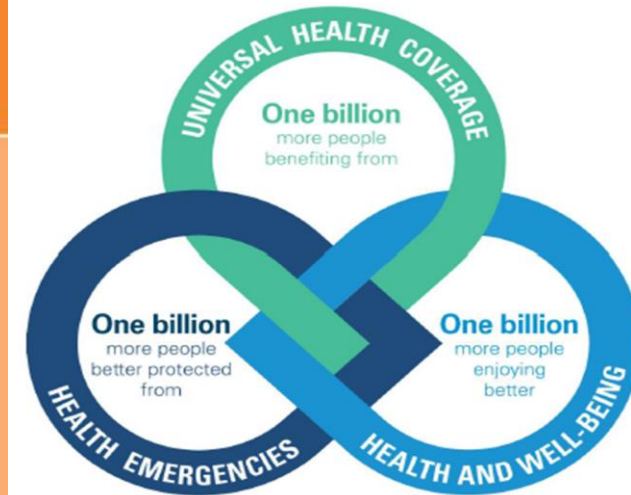 UNIVERSAL HEALTH COVERAGE
One billion
more people
benefiting from
One billion
more people
better protected
from
HEALTH EMERGENCIES
One billion
more people
enjoying
better
HEALTH AND WELL-BEING